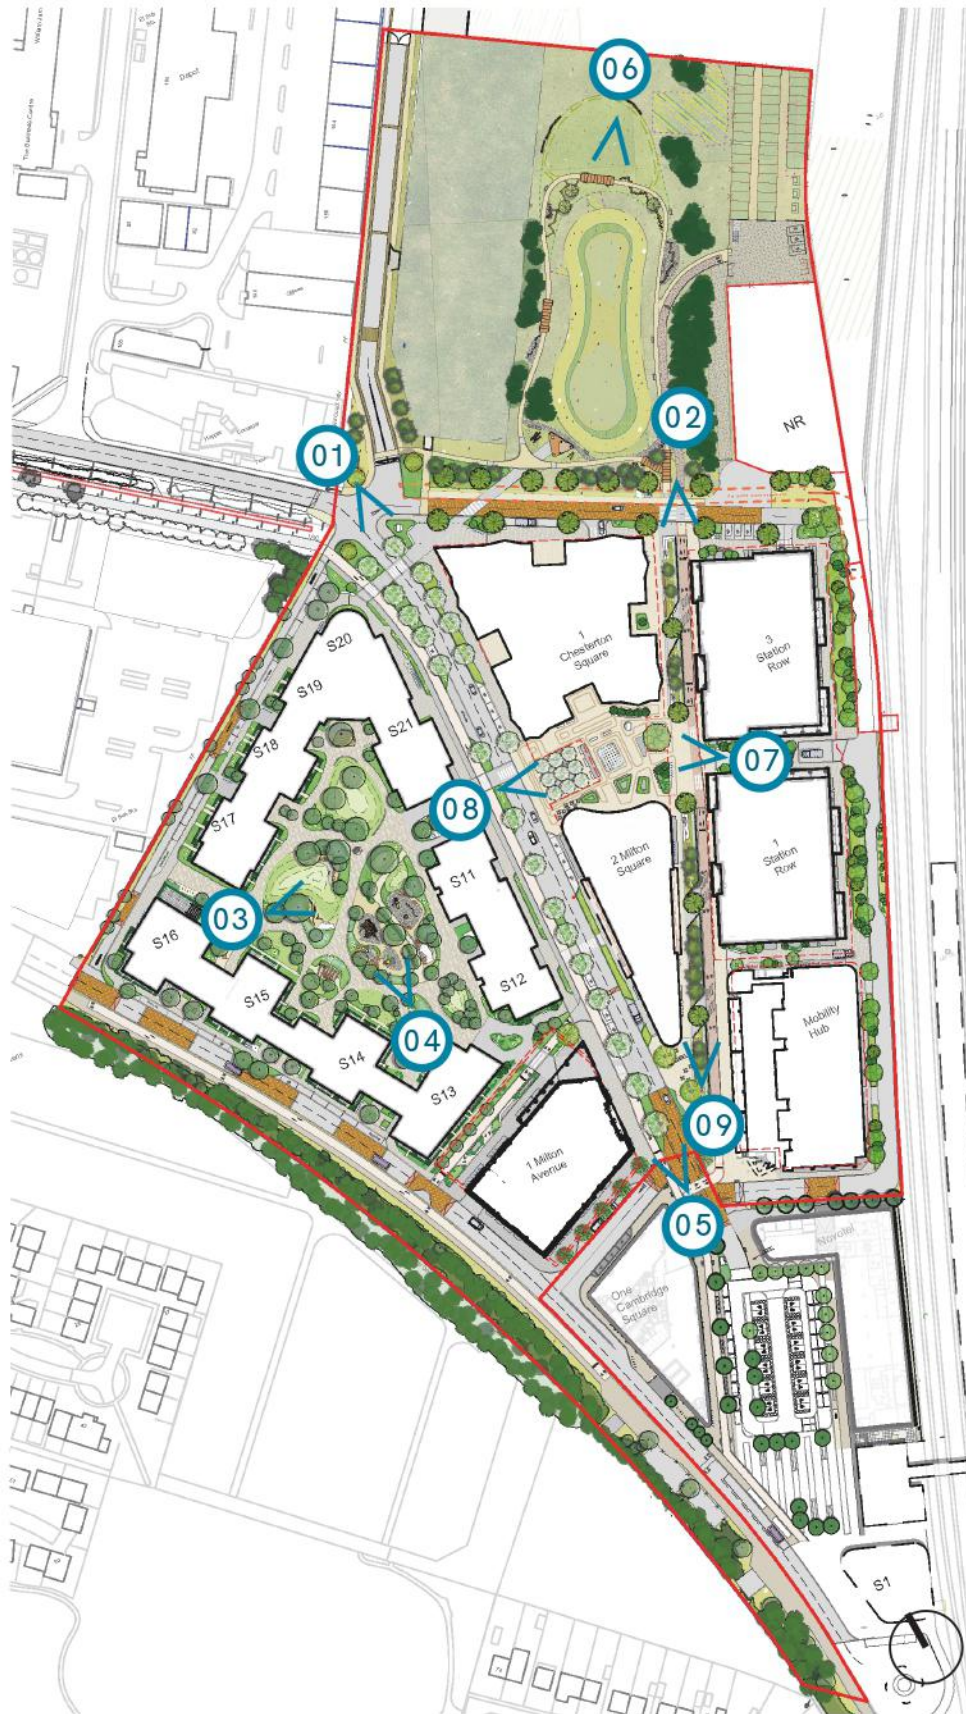 Depot
06
02
NR
01
S20
S19
S18
S17
S21
1
Chesterton
Square
3
Station
Row
07
08
2 Milton
Square
1
Station
Row
S11
S12
03
S16
S15
S14
S13
04
Mobility
Hub
09
05
1 Milton
Avenue
One
Cambridge
Square
Novotel
S1